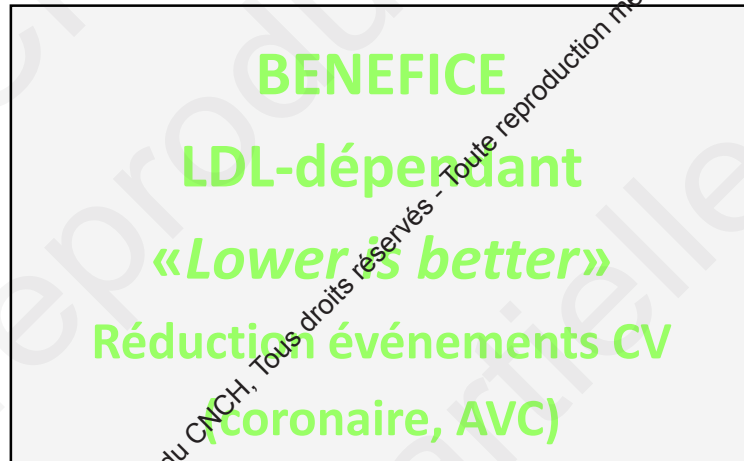 BENEFICE
LDL-dépendant
«Lower is better»
Réduction événements CV
(coronaire, AVC)
du CNCH, Tous droits réservés - Toute reproduction